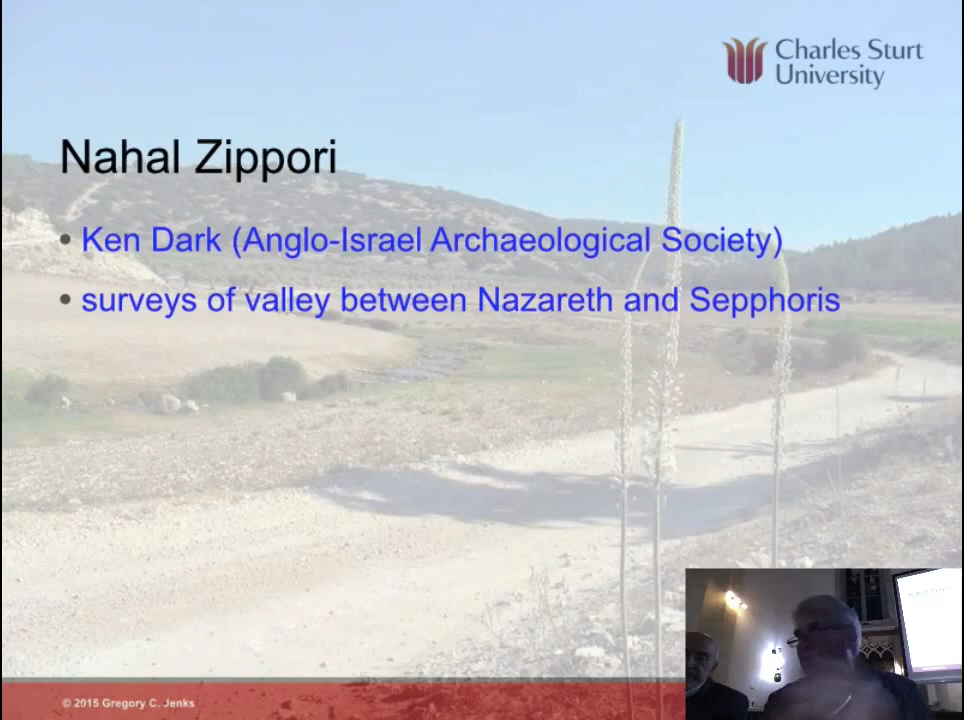 Charles Sturt
University
Nahal Zippori
• Ken Dark (Anglo-Israel Archaeological Society)
• surveys of valley between Nazareth and Sepphoris
© 2015 Gregory C. Jenks